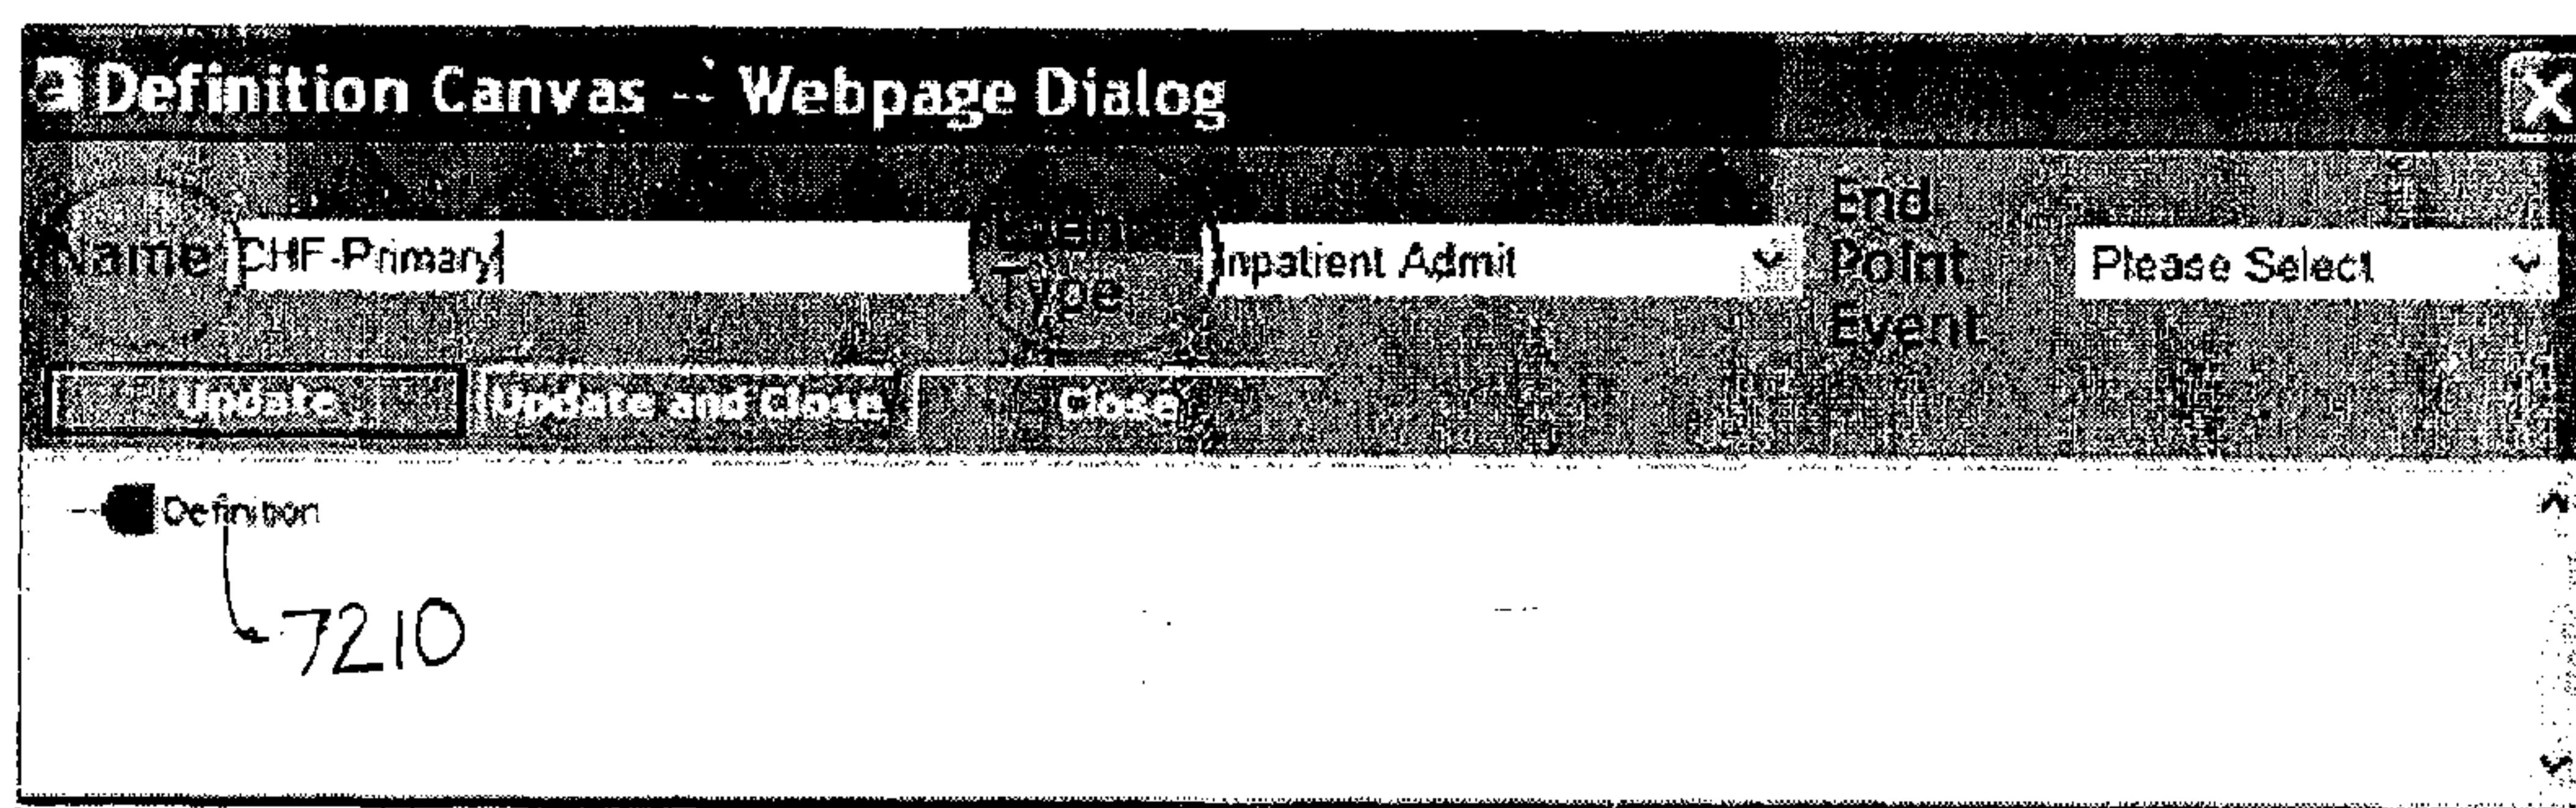 Definition Canvas -- Webpage Dialog
Name CHF-Primary Event Type Inpatient Admit End Point Event Please Select
Update Update and Close Close
Definition
7210